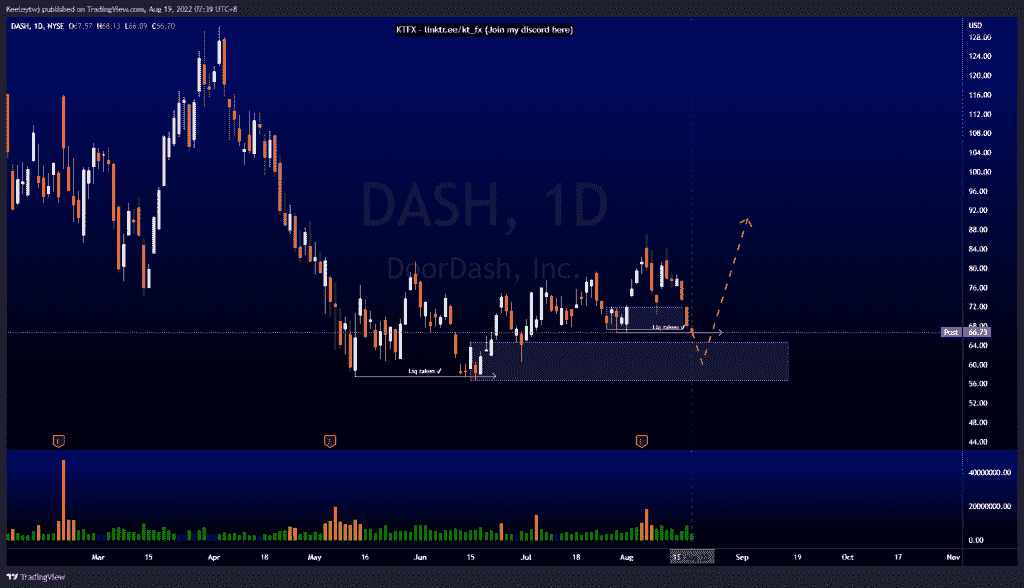 Keeleytwj published on TradingView.com, Aug 19, 2022 07:39 UTC+8
DASH, 1D, NYSE O67.57 H68.13 L66.09 C66.70
KTFX - linktr.ee/kt_fx (Join my discord here)
USD
128.00
124.00
120.00
116.00
112.00
108.00
104.00
100.00
96.00
92.00
88.00
84.00
80.00
76.00
72.00
68.00
Post 66.73
64.00
60.00
56.00
52.00
48.00
44.00
DASH, 1D
DoorDash, Inc.
Liq taken ✓
Liq taken ✓
E
E
E
40000000.00
20000000.00
0.00
Mar 15 Apr 18 May 16 Jun 15 Jul 18 Aug 15 Sep 19 Oct 17 Nov
TradingView